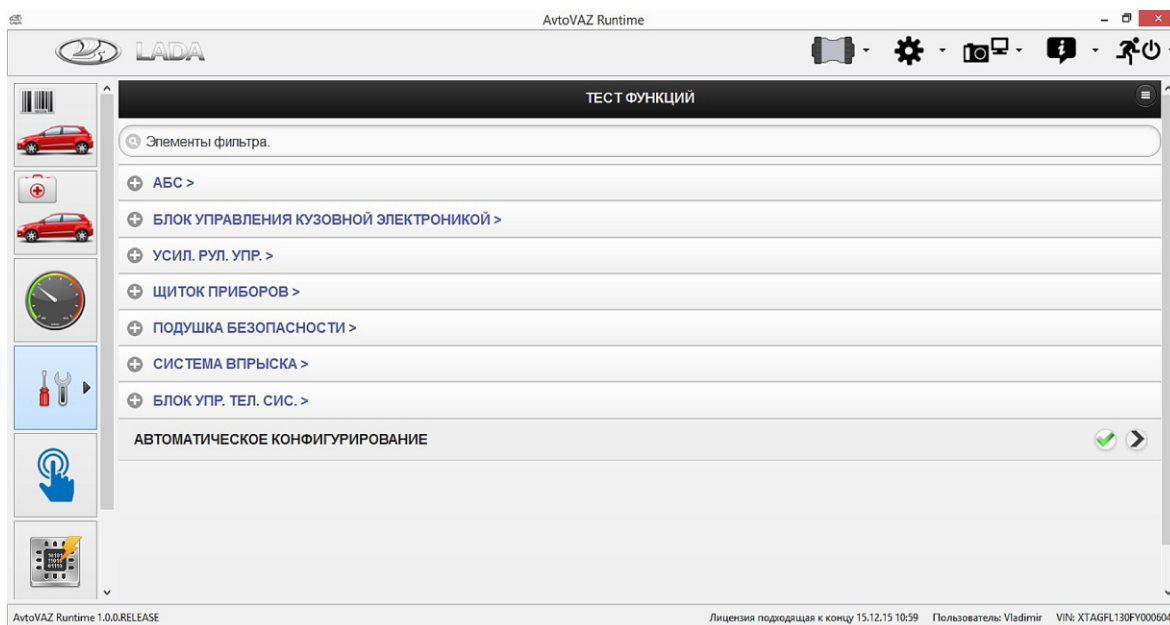 AvtoVAZ Runtime
LADA
ТЕСТ ФУНКЦИЙ
Элементы фильтра.
АБС >
БЛОК УПРАВЛЕНИЯ КУЗОВНОЙ ЭЛЕКТРОНИКОЙ >
УСИЛ. РУЛ. УПР. >
ЩИТОК ПРИБОРОВ >
ПОДУШКА БЕЗОПАСНОСТИ >
СИСТЕМА ВПРЫСКА >
БЛОК УПР. ТЕЛ. СИС. >
АВТОМАТИЧЕСКОЕ КОНФИГУРИРОВАНИЕ
AvtoVAZ Runtime 1.0.0.RELEASE Лицензия подходящая к концу 15.12.15 10:59 Пользователь: Vladimir VIN: XTAGFL130FY000604